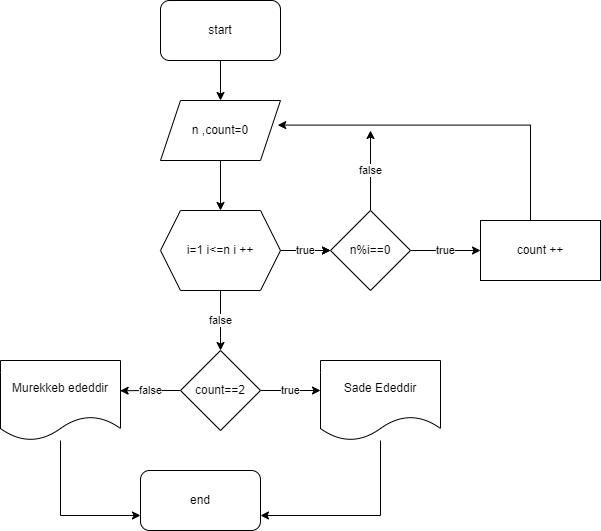 start
n ,count=0
false
i=1 i<=n i ++
true
n%i==0
true
count ++
false
Murekkeb ededdir
false
count==2
true
Sade Ededdir
end